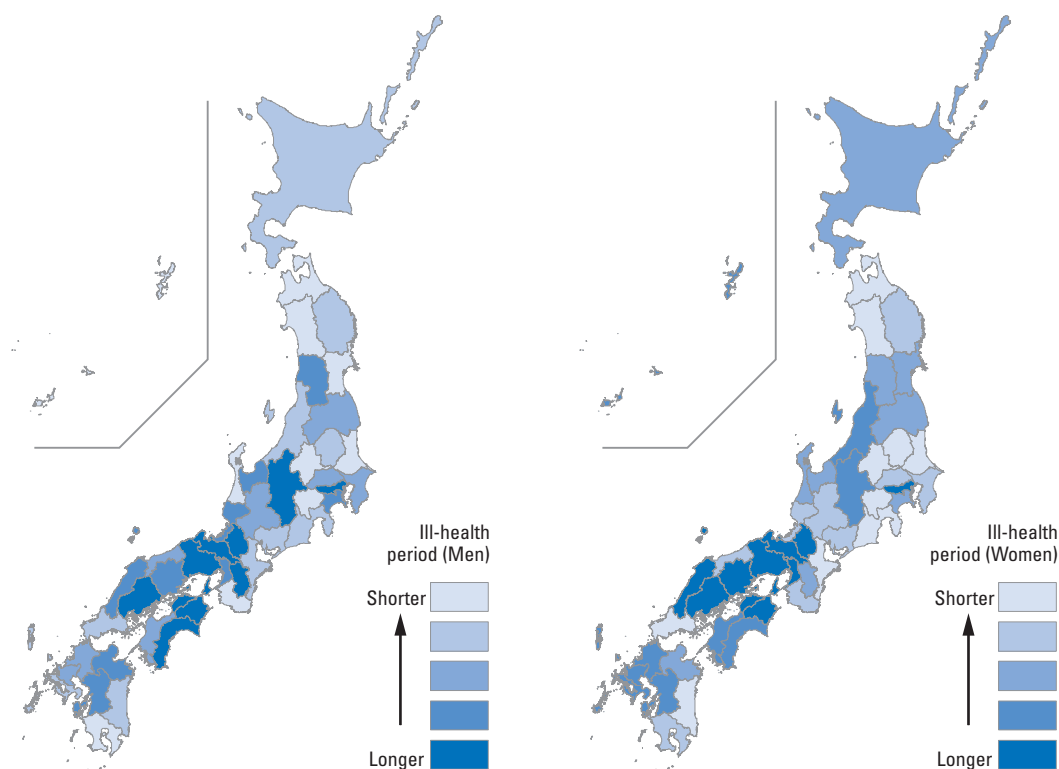 Ill-health
period (Men)
Shorter
Longer
Ill-health
period (Women)
Shorter
Longer